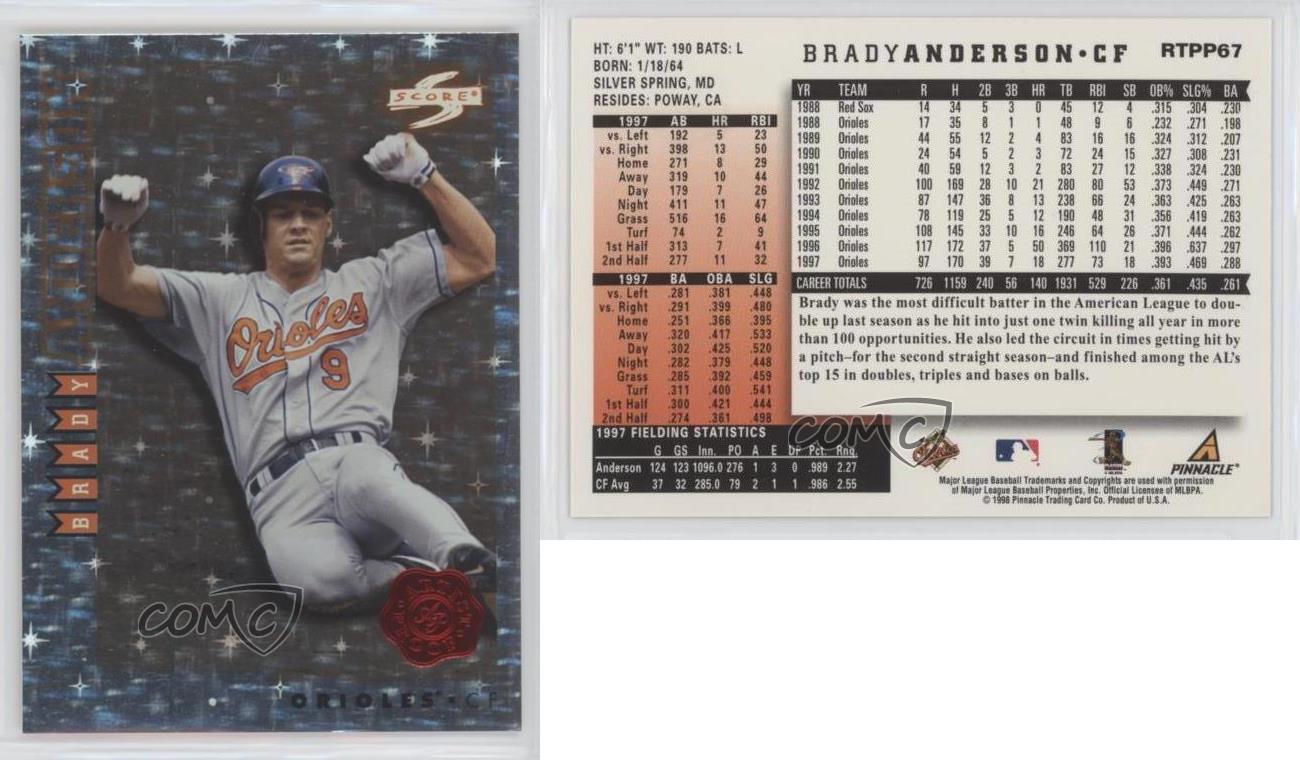 SCORE®
ANDERSON
BRADY
Orioles
9
ARTIST
PROOF
AP
COMC
ORIOLES • CF
HT: 6'1" WT: 190 BATS: L
BORN: 1/18/64
SILVER SPRING, MD
RESIDES: POWAY, CA
1997 AB HR RBI
vs. Left 192 5 23
vs. Right 398 13 50
Home 271 8 29
Away 319 10 44
Day 179 7 26
Night 411 11 47
Grass 516 16 64
Turf 74 2 9
1st Half 313 7 41
2nd Half 277 11 32
1997 BA OBA SLG
vs. Left .281 .381 .448
vs. Right .291 .399 .480
Home .251 .366 .395
Away .320 .417 .533
Day .302 .425 .520
Night .282 .379 .448
Grass .285 .392 .459
Turf .311 .400 .541
1st Half .300 .421 .444
2nd Half .274 .361 .498
1997 FIELDING STATISTICS
G GS Inn. PO A E DP Pct. Rng.
Anderson 124 123 1096.0 276 1 3 0 .989 2.27
CF Avg 37 32 285.0 79 2 1 1 .986 2.55
BRADY ANDERSON • CF RTPP67
YR TEAM R H 2B 3B HR TB RBI SB OB% SLG% BA
1988 Red Sox 14 34 5 3 0 45 12 4 .315 .304 .230
1988 Orioles 17 35 8 1 1 48 9 6 .232 .271 .198
1989 Orioles 44 55 12 2 4 83 16 16 .324 .312 .207
1990 Orioles 24 54 5 2 3 72 24 15 .327 .308 .231
1991 Orioles 40 59 12 3 2 83 27 12 .338 .324 .230
1992 Orioles 100 169 28 10 21 280 80 53 .373 .449 .271
1993 Orioles 87 147 36 8 13 238 66 24 .363 .425 .263
1994 Orioles 78 119 25 5 12 190 48 31 .356 .419 .263
1995 Orioles 108 145 33 10 16 246 64 26 .371 .444 .262
1996 Orioles 117 172 37 5 50 369 110 21 .396 .637 .297
1997 Orioles 97 170 39 7 18 277 73 18 .393 .469 .288
CAREER TOTALS 726 1159 240 56 140 1931 529 226 .361 .435 .261
Brady was the most difficult batter in the American League to dou-
ble up last season as he hit into just one twin killing all year in more
than 100 opportunities. He also led the circuit in times getting hit by
a pitch–for the second straight season–and finished among the AL's
top 15 in doubles, triples and bases on balls.
COMC
PINNACLE®
Major League Baseball Trademarks and Copyrights are used with permission
of Major League Baseball Properties, Inc. Official Licensee of MLBPA.
© 1998 Pinnacle Trading Card Co. Product of U.S.A.